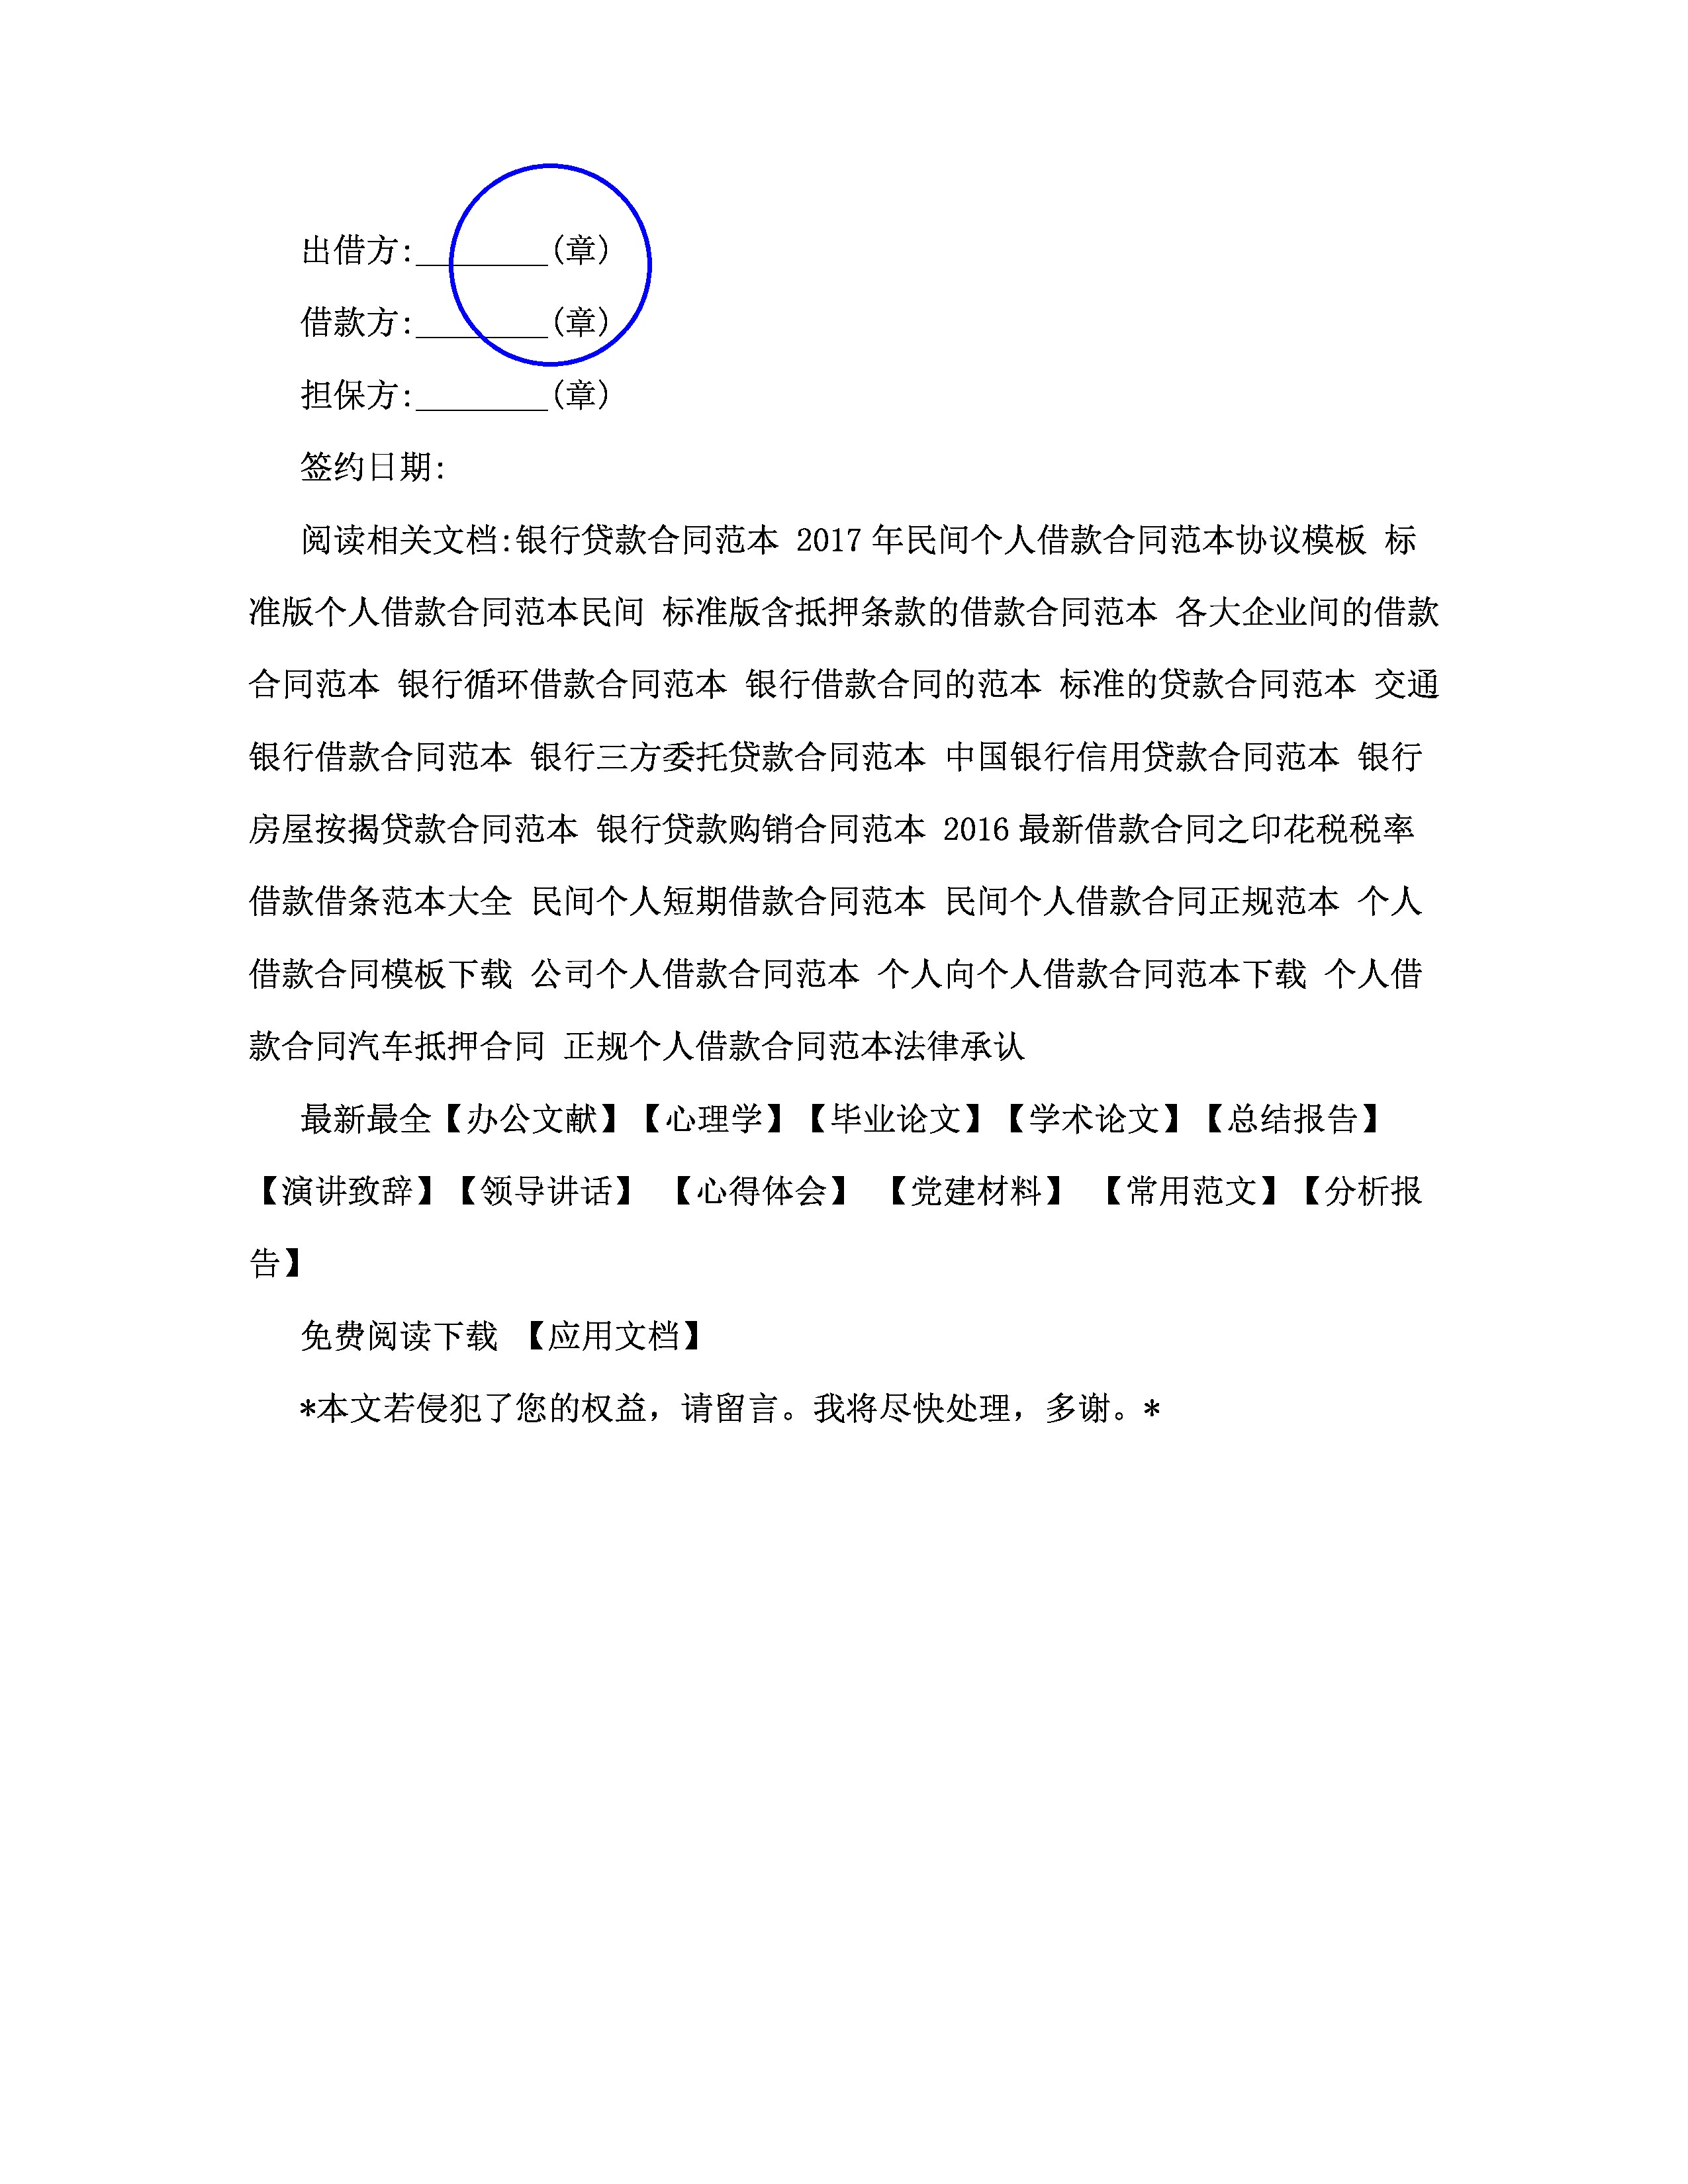 出借方:________(章)
借款方:________(章)
担保方:________(章)
签约日期:
阅读相关文档:银行贷款合同范本 2017年民间个人借款合同范本协议模板 标
准版个人借款合同范本民间 标准版含抵押条款的借款合同范本 各大企业间的借款
合同范本 银行循环借款合同范本 银行借款合同的范本 标准的贷款合同范本 交通
银行借款合同范本 银行三方委托贷款合同范本 中国银行信用贷款合同范本 银行
房屋按揭贷款合同范本 银行贷款购销合同范本 2016最新借款合同之印花税税率
借款借条范本大全 民间个人短期借款合同范本 民间个人借款合同正规范本 个人
借款合同模板下载 公司个人借款合同范本 个人向个人借款合同范本下载 个人借
款合同汽车抵押合同 正规个人借款合同范本法律承认
最新最全【办公文献】【心理学】【毕业论文】【学术论文】【总结报告】
【演讲致辞】【领导讲话】 【心得体会】 【党建材料】 【常用范文】【分析报
告】
免费阅读下载 【应用文档】
*本文若侵犯了您的权益，请留言。我将尽快处理，多谢。*